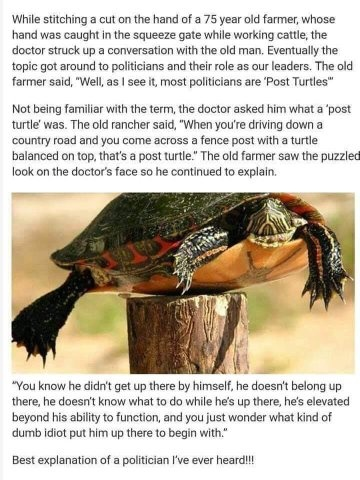 While stitching a cut on the hand of a 75 year old farmer, whose
hand was caught in the squeeze gate while working cattle, the
doctor struck up a conversation with the old man. Eventually the
topic got around to politicians and their role as our leaders. The old
farmer said, "Well, as I see it, most politicians are 'Post Turtles'"
Not being familiar with the term, the doctor asked him what a 'post
turtle' was. The old rancher said, "When you're driving down a
country road and you come across a fence post with a turtle
balanced on top, that's a post turtle." The old farmer saw the puzzled
look on the doctor's face so he continued to explain.
"You know he didn't get up there by himself, he doesn't belong up
there, he doesn't know what to do while he's up there, he's elevated
beyond his ability to function, and you just wonder what kind of
dumb idiot put him up there to begin with."
Best explanation of a politician I've ever heard!!!